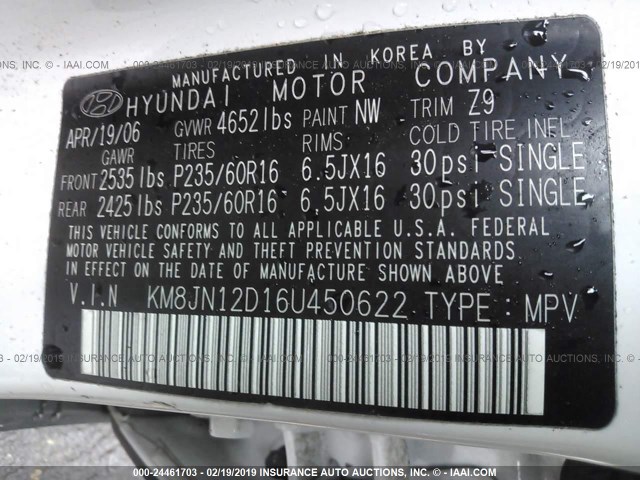 MANUFACTURED IN KOREA BY
HYUNDAI MOTOR COMPANY
APR/19/06 GVWR 4652lbs PAINT NW TRIM Z9
GAWR TIRES RIMS COLD TIRE INFL
FRONT 2535lbs P235/60R16 6.5JX16 30psi SINGLE
REAR 2425lbs P235/60R16 6.5JX16 30psi SINGLE
THIS VEHICLE CONFORMS TO ALL APPLICABLE U.S.A. FEDERAL
MOTOR VEHICLE SAFETY AND THEFT PREVENTION STANDARDS
IN EFFECT ON THE DATE OF MANUFACTURE SHOWN ABOVE.
V.I.N KM8JN12D16U450622 TYPE : MPV
000-24461703 - 02/19/2019 INSURANCE AUTO AUCTIONS, INC. - © IAAI.COM